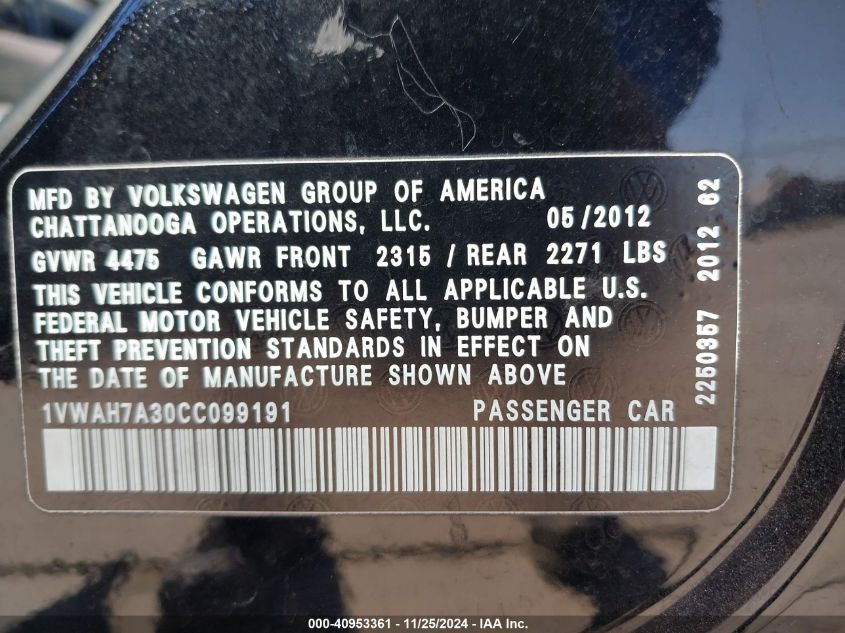 MFD BY VOLKSWAGEN GROUP OF AMERICA
CHATTANOOGA OPERATIONS, LLC. 05/2012
GVWR 4475 GAWR FRONT 2315 / REAR 2271 LBS
THIS VEHICLE CONFORMS TO ALL APPLICABLE U.S.
FEDERAL MOTOR VEHICLE SAFETY, BUMPER AND
THEFT PREVENTION STANDARDS IN EFFECT ON
THE DATE OF MANUFACTURE SHOWN ABOVE
1VWAH7A30CC099191 PASSENGER CAR
2250357 2012 62
000-40953361 - 11/25/2024 - IAA Inc.